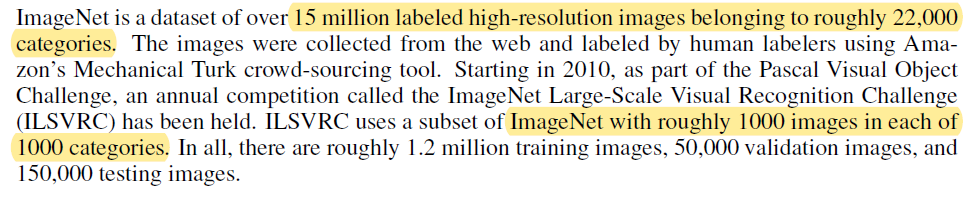 ImageNet is a dataset of over 15 million labeled high-resolution images belonging to roughly 22,000
categories. The images were collected from the web and labeled by human labelers using Ama-
zon's Mechanical Turk crowd-sourcing tool. Starting in 2010, as part of the Pascal Visual Object
Challenge, an annual competition called the ImageNet Large-Scale Visual Recognition Challenge
(ILSVRC) has been held. ILSVRC uses a subset of ImageNet with roughly 1000 images in each of
1000 categories. In all, there are roughly 1.2 million training images, 50,000 validation images, and
150,000 testing images.